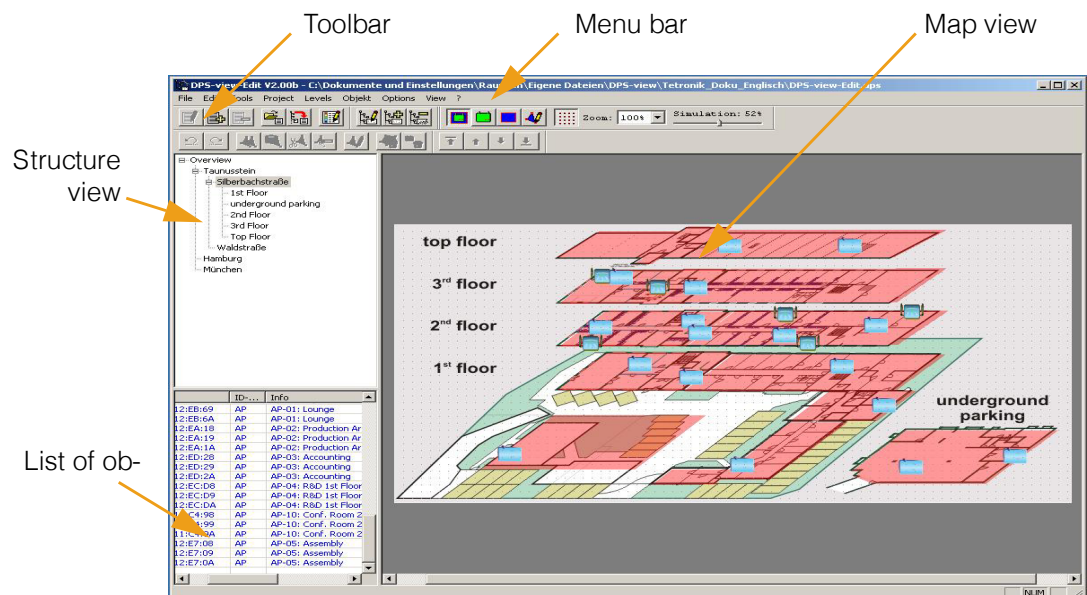 Toolbar
Menu bar
Map view
DPS-view-Edit V2.00b - C:\Dokumente und Eigene Dateien\DPS-view\Tetronik_Doku_Englisch\
File Tools Project Levels Objekt Options View ?
Zoom: 100% Simulation: 52%
Structure
view
Overview
Taunusstein
Silberbachstraße
1st Floor
underground parking
2nd Floor
3rd Floor
Top Floor
Waldstraße
Hamburg
München
top floor
3rd floor
2nd floor
1st floor
underground
parking
List of ob-
ID-... Info
12:EB:69 AP AP-01: Lounge
12:EB:6A AP AP-01: Lounge
12:EA:18 AP AP-02: Production Ar
12:EA:19 AP AP-02: Production Ar
12:EA:1A AP AP-02: Production Ar
12:ED:28 AP AP-03: Accounting
12:ED:29 AP AP-03: Accounting
12:ED:2A AP AP-03: Accounting
12:EC:D8 AP AP-04: R&D 1st Floor
12:EC:D9 AP AP-04: R&D 1st Floor
12:EC:DA AP AP-04: R&D 1st Floor
AP AP-10: Conf. Room 2
AP AP-10: Conf. Room 2
AP AP-10: Conf. Room 2
12:E7:08 AP AP-05: Assembly
12:E7:09 AP AP-05: Assembly
12:E7:0A AP AP-05: Assembly
NUM